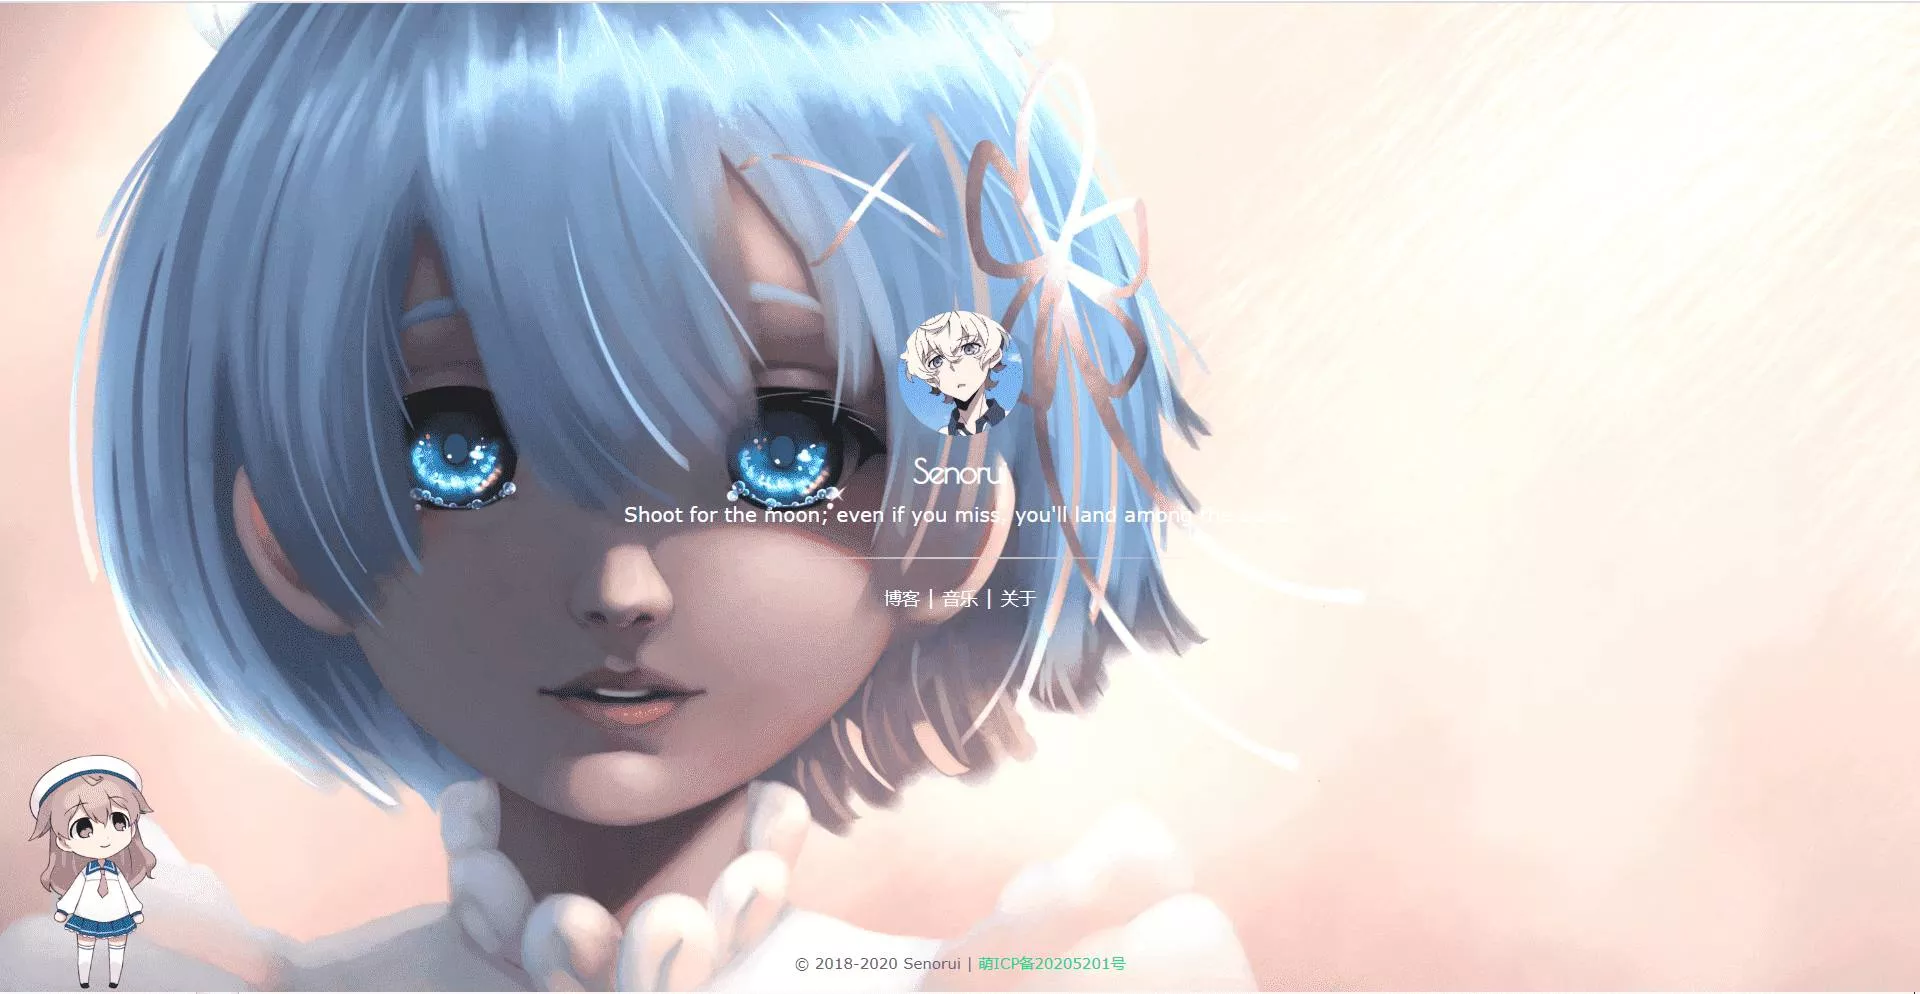 Senorui
Shoot for the moon; even if you miss, you'll land among the
博客 | 音乐 | 关于
© 2018-2020 Senorui | 萌ICP备20205201号